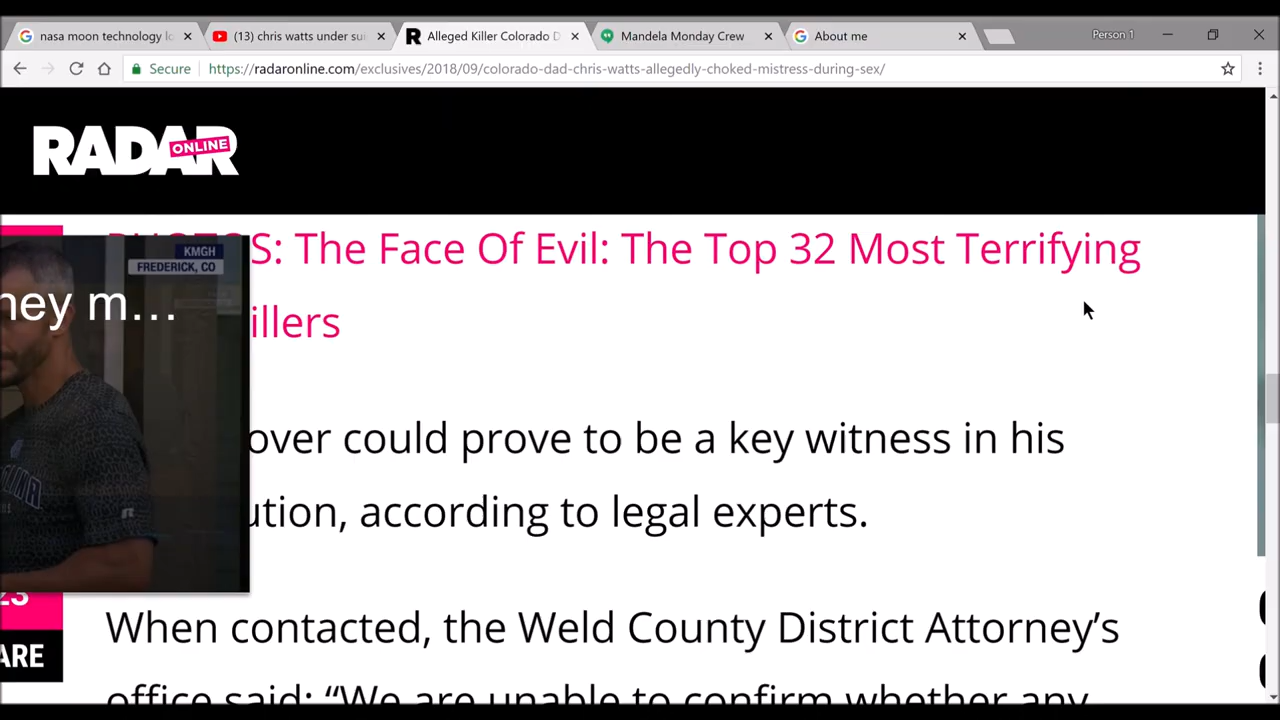 nasa moon technology lo
(13) chris watts under sui
Alleged Killer Colorado D
Mandela Monday Crew
About me
Person 1
Secure
https://radaronline.com/exclusives/2018/09/colorado-dad-chris-watts-allegedly-choked-mistress-during-sex/
RADAR ONLINE
S: The Face Of Evil: The Top 32 Most Terrifying
illers
KMGH
FREDERICK, CO
ney m…
over could prove to be a key witness in his
ution, according to legal experts.
23
ARE
When contacted, the Weld County District Attorney’s
office said: “We are unable to confirm whether any